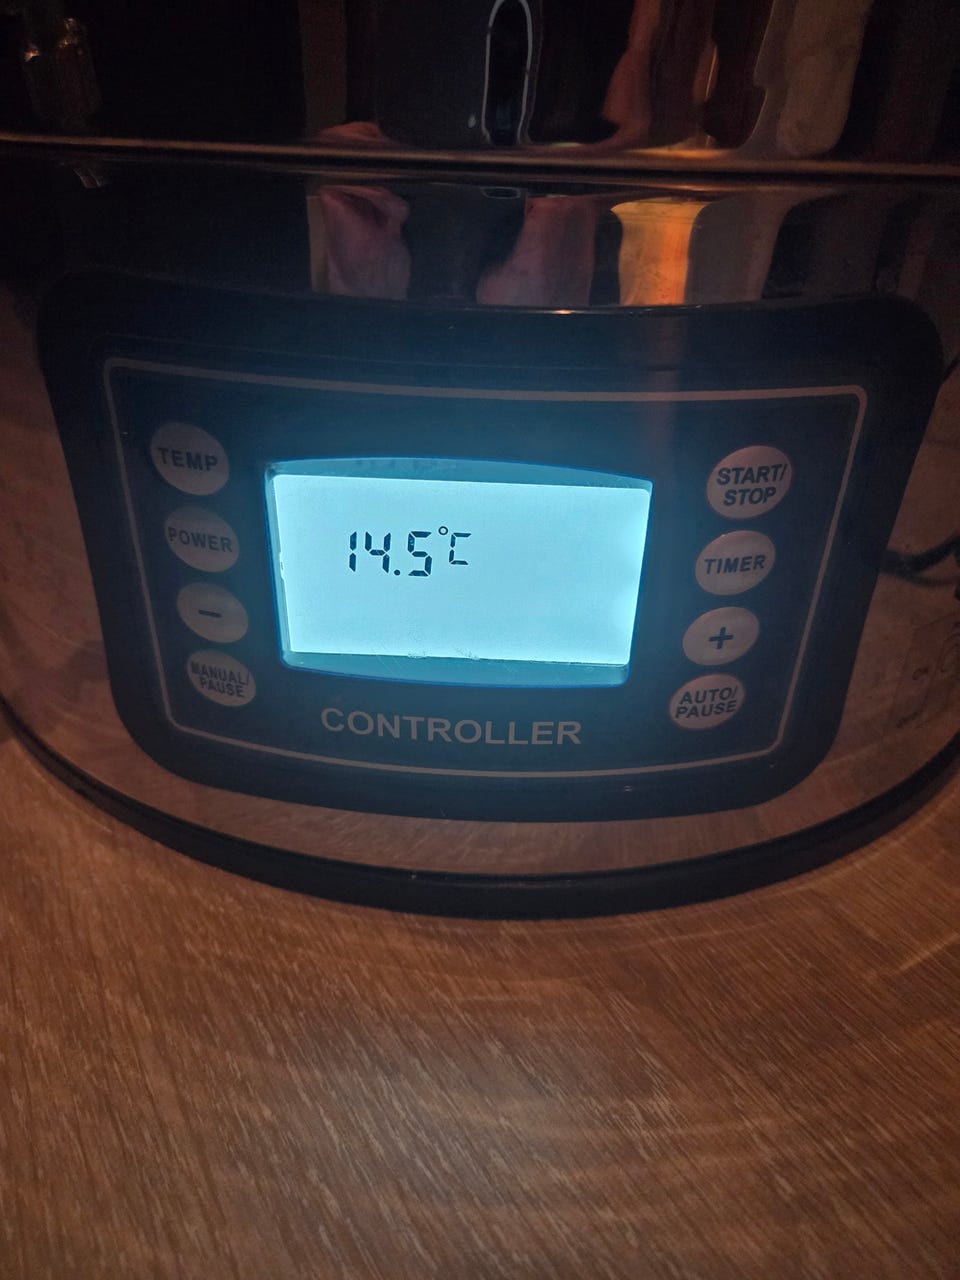 TEMP
POWER
−
MANUAL/
PAUSE
14.5°C
START/
STOP
TIMER
+
AUTO/
PAUSE
CONTROLLER